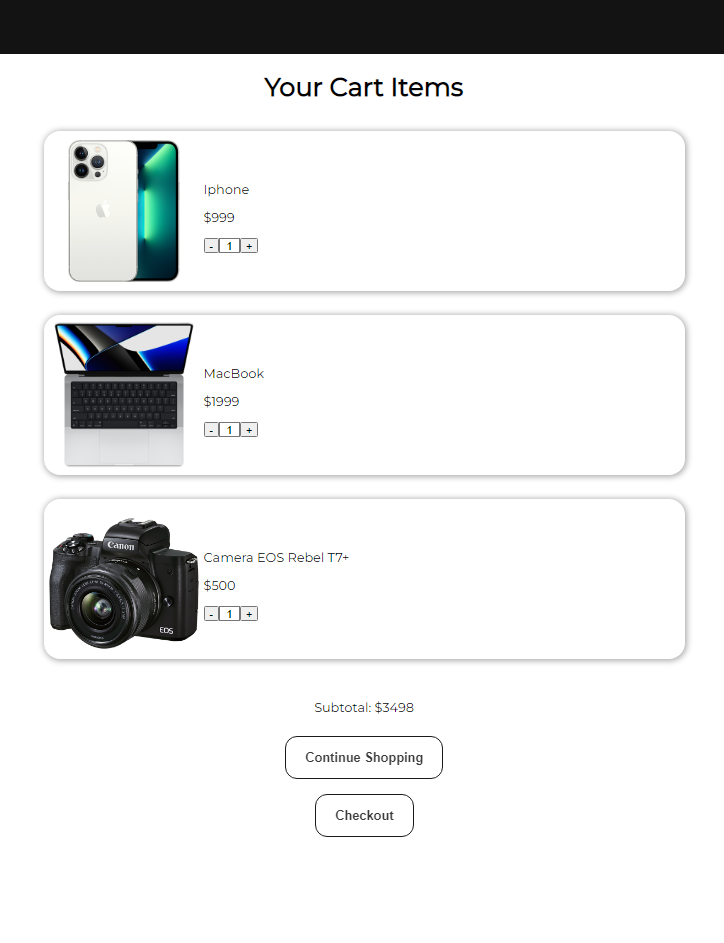 Your Cart Items
Iphone
$999
- 1 +
MacBook
$1999
- 1 +
Canon
EOS
Camera EOS Rebel T7+
$500
- 1 +
Subtotal: $3498
Continue Shopping
Checkout